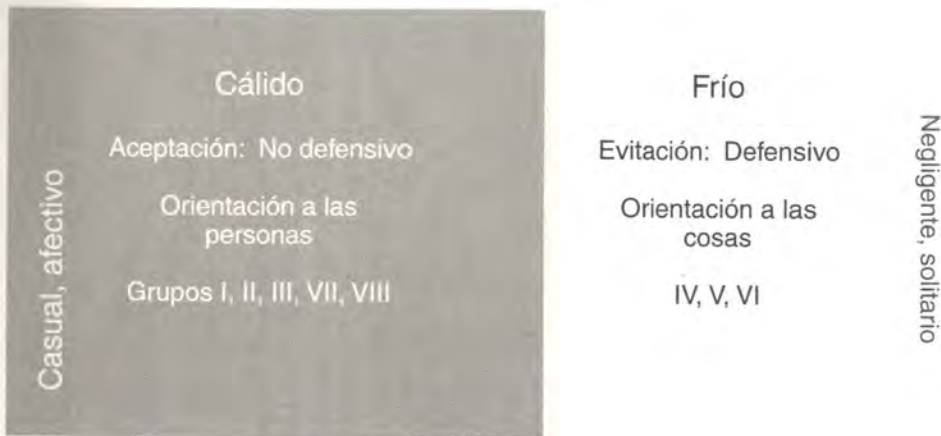 Cálido
Aceptación: No defensivo
Orientación a las
personas
Grupos I, II, III, VII, VIII
Casual, afectivo
Frío
Evitación: Defensivo
Orientación a las
cosas
IV, V, VI
Negligente, solitario